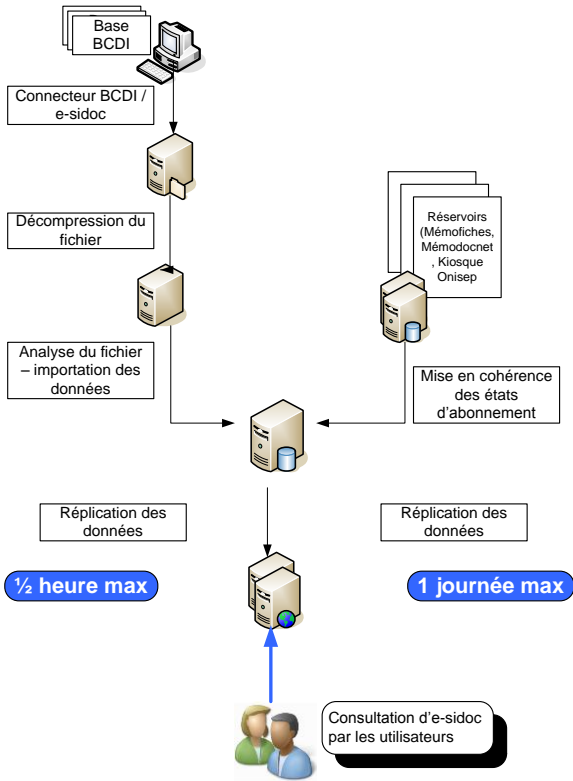 Base
BCDI
Connecteur BCDI /
e-sidoc
Décompression du
fichier
Réservoirs
(Mémofiches,
Mémodocnet
, Kiosque
Onisep
Analyse du fichier
– importation des
données
Mise en cohérence
des états
d’abonnement
Réplication des
données
Réplication des
données
½ heure max
1 journée max
Consultation d’e-sidoc
par les utilisateurs